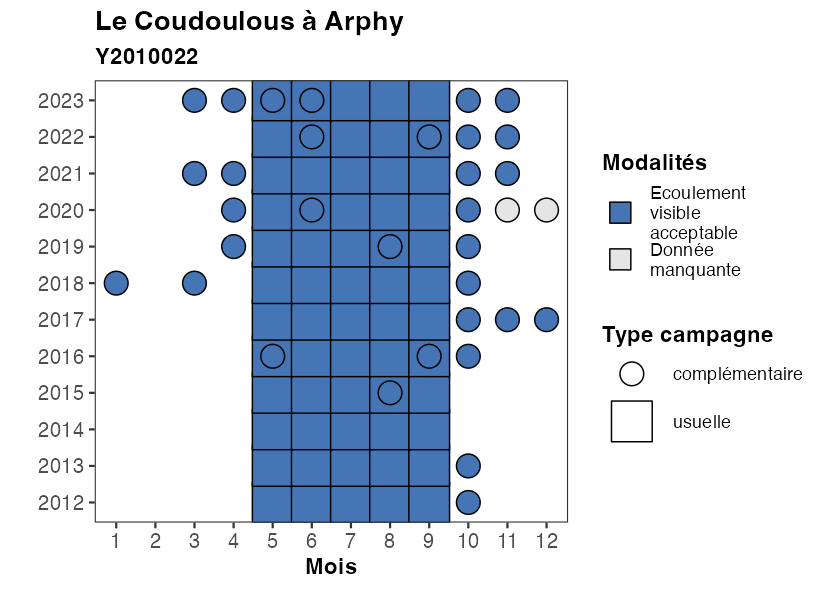 Le Coudoulous à Arphy
Y2010022
2023
2022
2021
2020
2019
2018
2017
2016
2015
2014
2013
2012
1 2 3 4 5 6 7 8 9 10 11 12
Mois
Modalités
Ecoulement
visible
acceptable
Donnée
manquante
Type campagne
complémentaire
usuelle